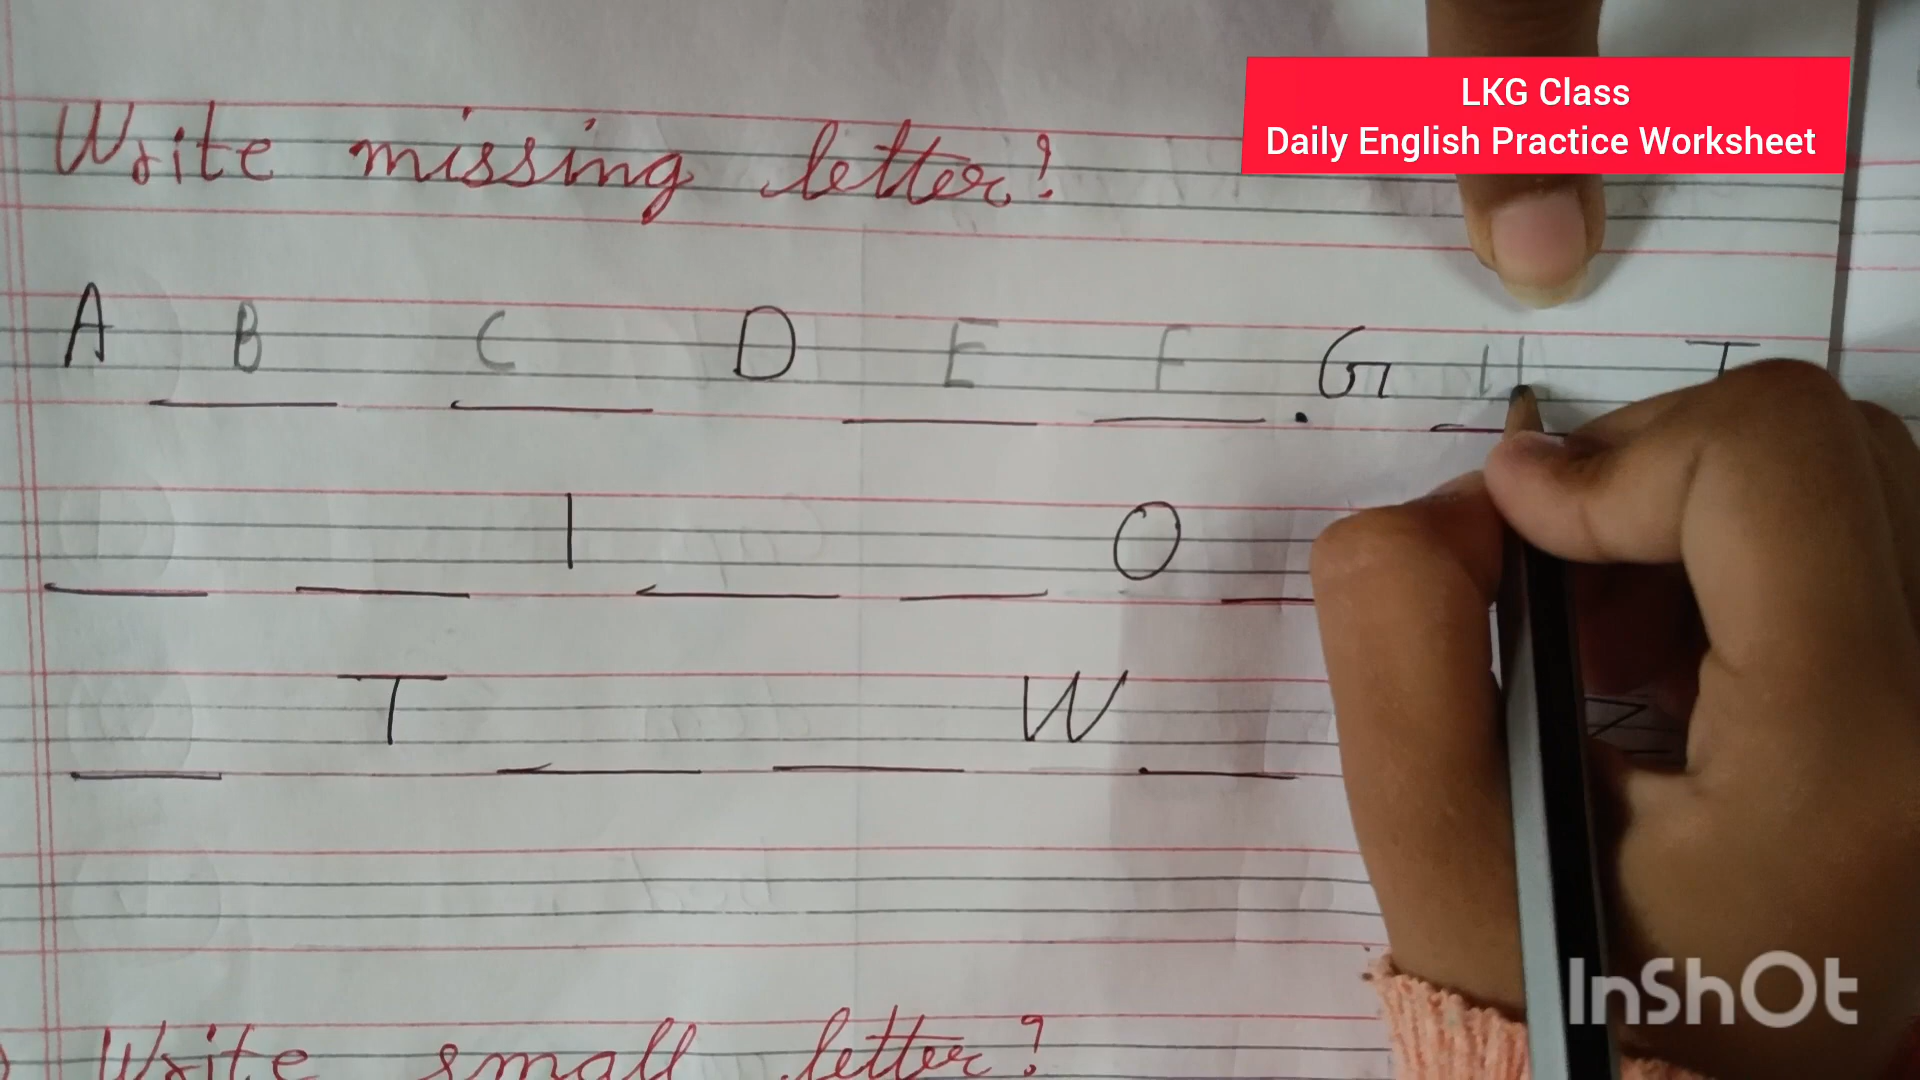 LKG Class
Daily English Practice Worksheet
Write missing letter?
A B C D E F . G H I
I O
T W
Write small letter?
InShOt